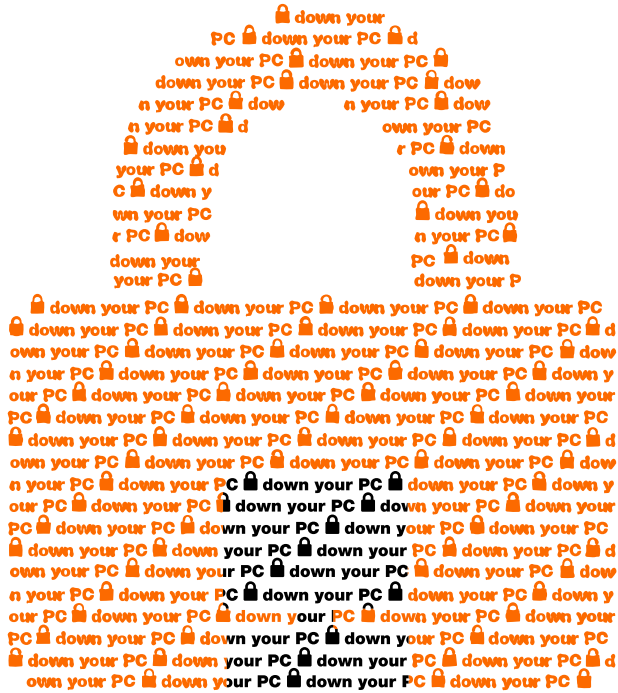 🔒 down your
PC 🔒 down your PC 🔒 d
own your PC 🔒 down your PC 🔒
down your PC 🔒 down your PC 🔒 dow
n your PC 🔒 dow n your PC 🔒 dow
n your PC 🔒 d own your PC
🔒 down you r PC 🔒 down
your PC 🔒 d own your P
C 🔒 down y our PC 🔒 do
wn your PC 🔒 down you
r PC 🔒 dow n your PC 🔒
down your PC 🔒 down
your PC 🔒 down your P
🔒 down your PC 🔒 down your PC 🔒 down your PC 🔒 down your PC
🔒 down your PC 🔒 down your PC 🔒 down your PC 🔒 down your PC 🔒 d
own your PC 🔒 down your PC 🔒 down your PC 🔒 down your PC 🔒 dow
n your PC 🔒 down your PC 🔒 down your PC 🔒 down your PC 🔒 down y
our PC 🔒 down your PC 🔒 down your PC 🔒 down your PC 🔒 down your
PC 🔒 down your PC 🔒 down your PC 🔒 down your PC 🔒 down your PC
🔒 down your PC 🔒 down your PC 🔒 down your PC 🔒 down your PC 🔒 d
own your PC 🔒 down your PC 🔒 down your PC 🔒 down your PC 🔒 dow
n your PC 🔒 down your PC 🔒 down your PC 🔒 down your PC 🔒 down y
our PC 🔒 down your PC 🔒 down your PC 🔒 down your PC 🔒 down your
PC 🔒 down your PC 🔒 down your PC 🔒 down your PC 🔒 down your PC
🔒 down your PC 🔒 down your PC 🔒 down your PC 🔒 down your PC 🔒 d
own your PC 🔒 down your PC 🔒 down your PC 🔒 down your PC 🔒 dow
n your PC 🔒 down your PC 🔒 down your PC 🔒 down your PC 🔒 down y
our PC 🔒 down your PC 🔒 down your PC 🔒 down your PC 🔒 down your
PC 🔒 down your PC 🔒 down your PC 🔒 down your PC 🔒 down your PC
🔒 down your PC 🔒 down your PC 🔒 down your PC 🔒 down your PC 🔒 d
own your PC 🔒 down your PC 🔒 down your PC 🔒 down your PC 🔒